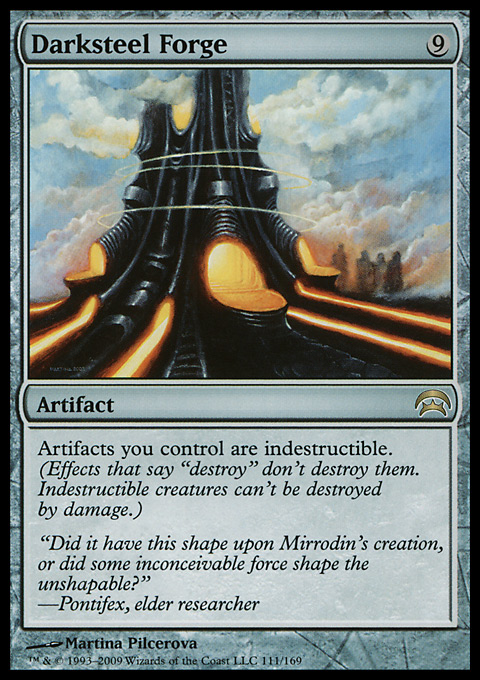 Darksteel Forge 9
Artifact
Artifacts you control are indestructible.
(Effects that say “destroy” don’t destroy them.
Indestructible creatures can’t be destroyed
by damage.)
“Did it have this shape upon Mirrodin’s creation,
or did some inconceivable force shape the
unshapable?”
—Pontifex, elder researcher
Martina Pilcerova
™ & © 1993–2009 Wizards of the Coast LLC 111/169